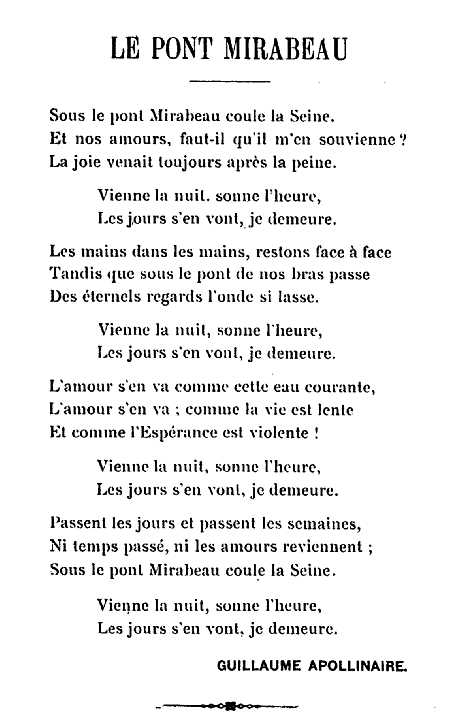 LE PONT MIRABEAU
Sous le pont Mirabeau coule la Seine.
Et nos amours, faut-il qu'il m'en souvienne ?
La joie venait toujours après la peine.
Vienne la nuit. sonne l'heure,
Les jours s'en vont, je demeure.
Les mains dans les mains, restons face à face
Tandis que sous le pont de nos bras passe
Des éternels regards l'onde si lasse.
Vienne la nuit, sonne l'heure,
Les jours s'en vont, je demeure.
L'amour s'en va comme cette eau courante,
L'amour s'en va ; comme la vie est lente
Et comme l'Espérance est violente !
Vienne la nuit, sonne l'heure,
Les jours s'en vont, je demeure.
Passent les jours et passent les semaines,
Ni temps passé, ni les amours reviennent ;
Sous le pont Mirabeau coule la Seine.
Vienne la nuit, sonne l'heure,
Les jours s'en vont, je demeure.
GUILLAUME APOLLINAIRE.